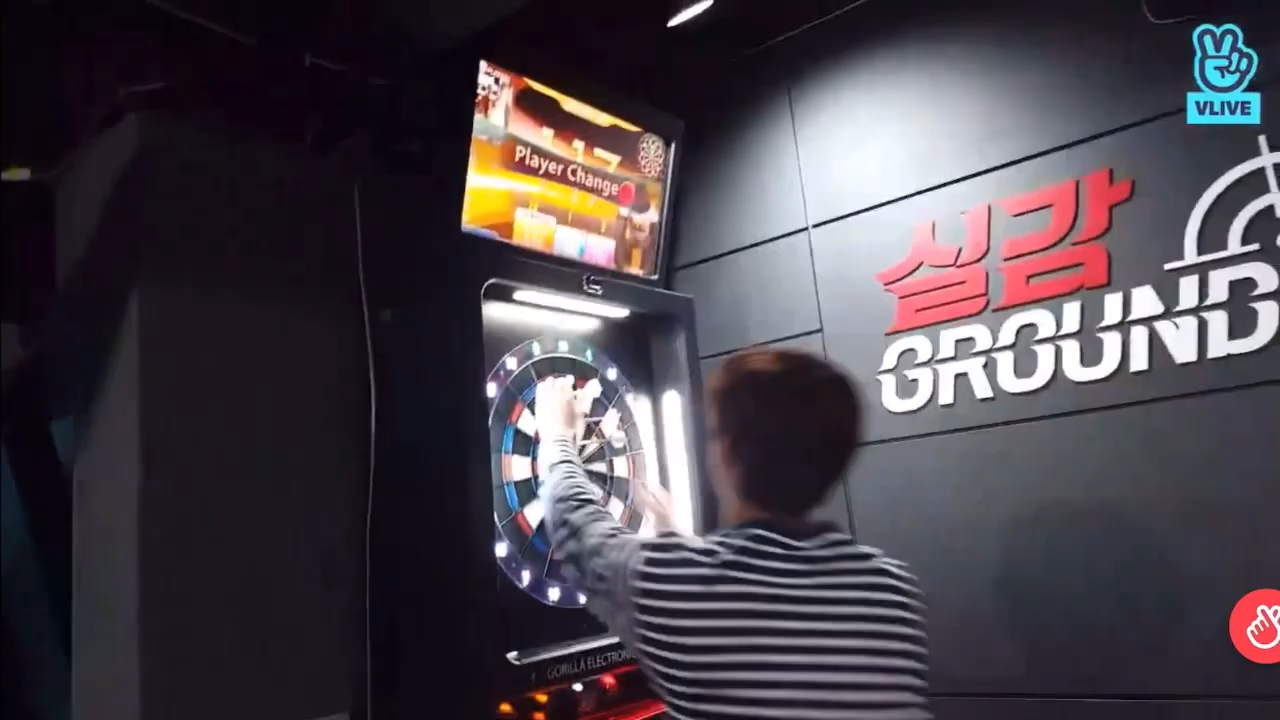 VLIVE
Player Change
실감
GROUND
GORILLA ELECTRONIC